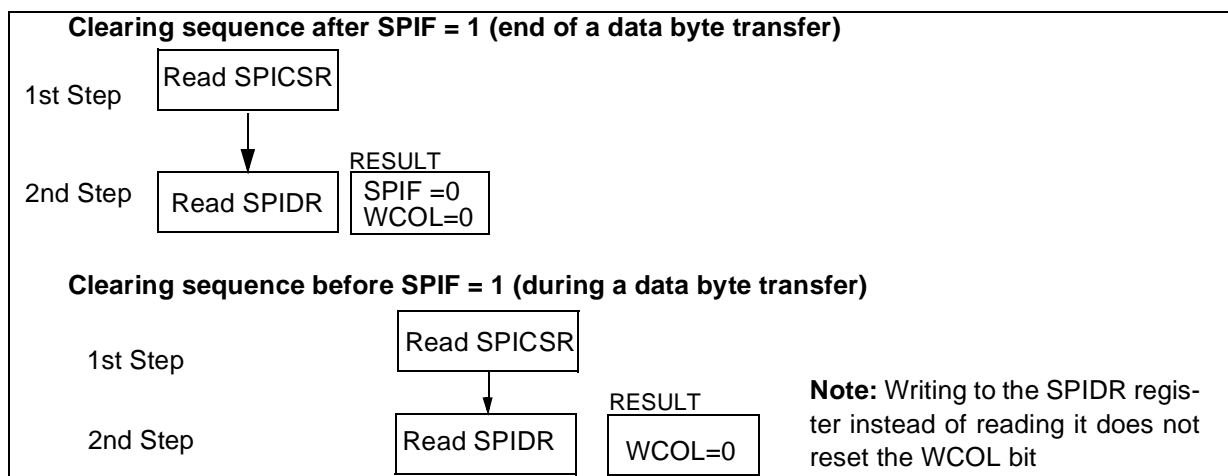 Clearing sequence after SPIF = 1 (end of a data byte transfer)
1st Step
Read SPICSR
2nd Step
Read SPIDR
RESULT
SPIF =0
WCOL=0
Clearing sequence before SPIF = 1 (during a data byte transfer)
1st Step
Read SPICSR
2nd Step
Read SPIDR
RESULT
WCOL=0
Note: Writing to the SPIDR regis-
ter instead of reading it does not
reset the WCOL bit